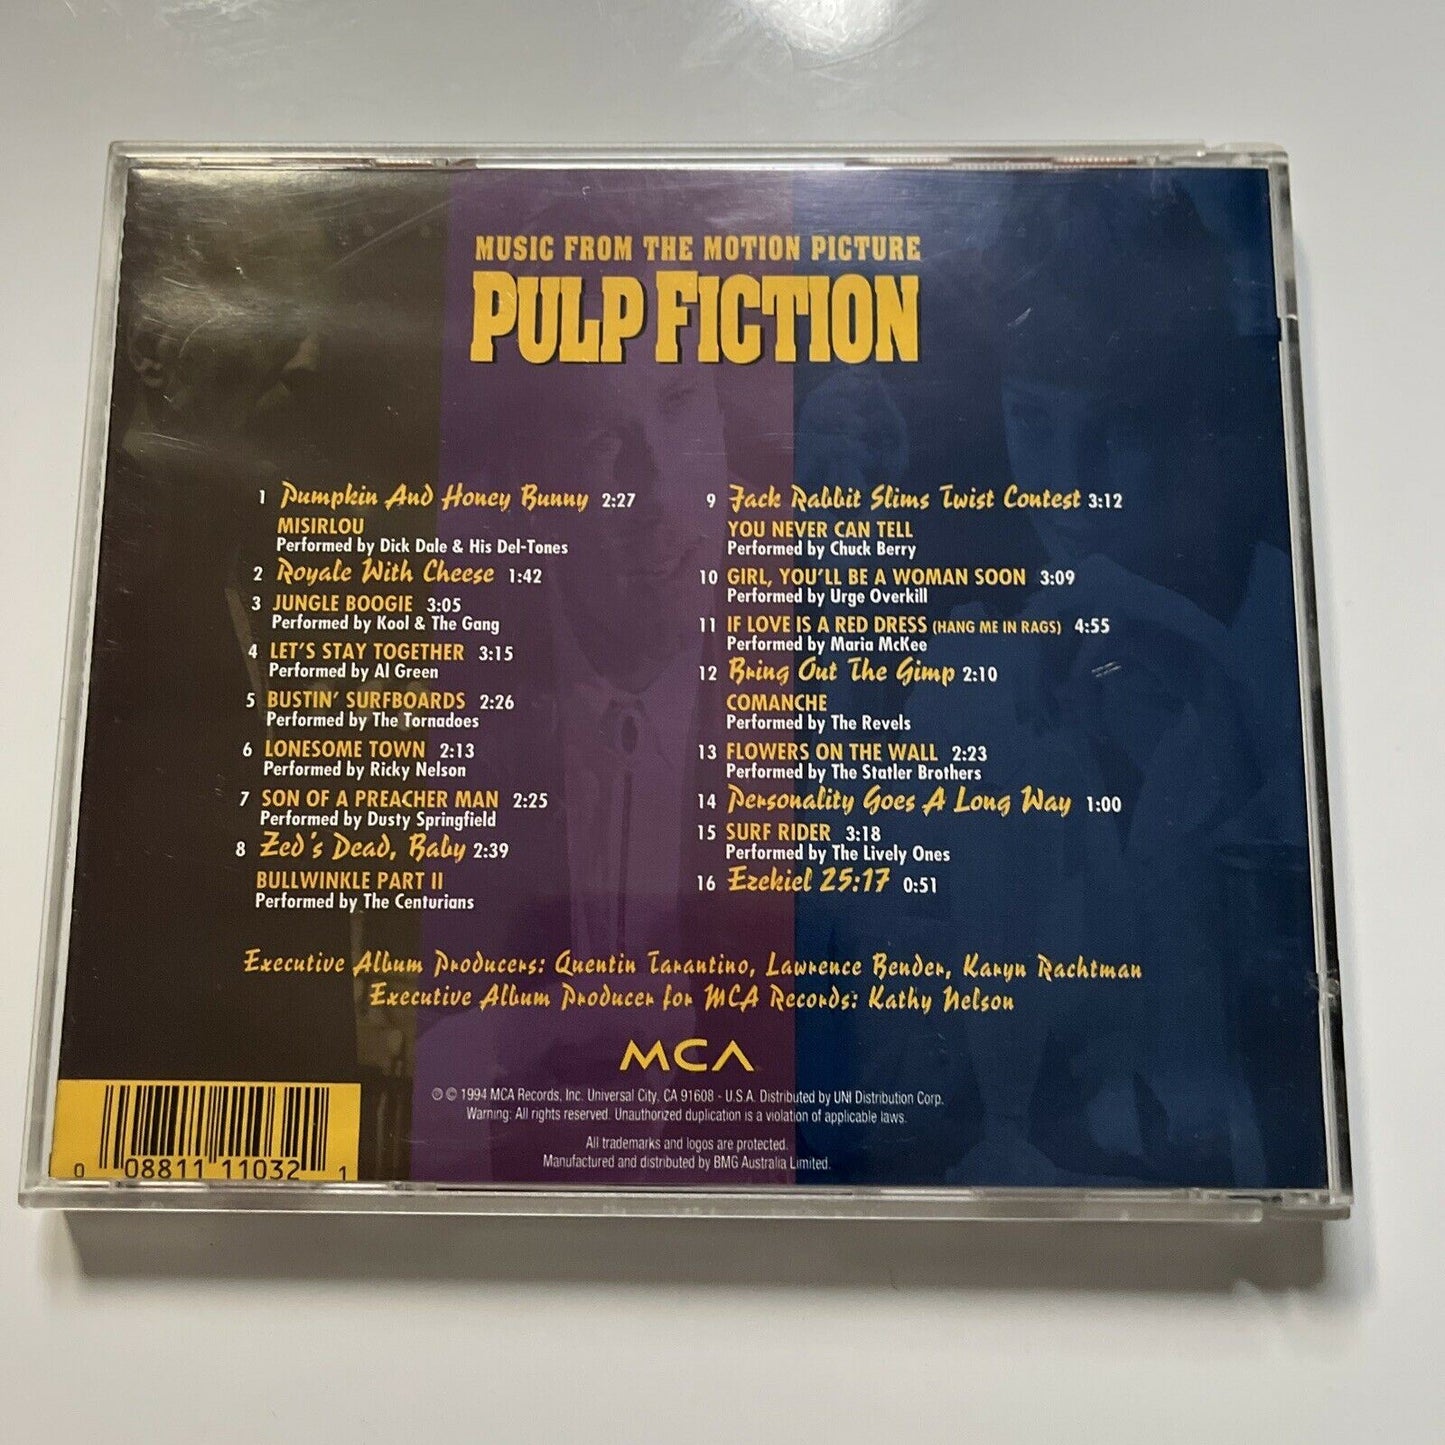 MUSIC FROM THE MOTION PICTURE
PULP FICTION
1 Pumpkin And Honey Bunny 2:27
MISIRLOU
Performed by Dick Dale & His Del-Tones
2 Royale With Cheese 1:42
3 JUNGLE BOOGIE 3:05
Performed by Kool & The Gang
4 LET'S STAY TOGETHER 3:15
Performed by Al Green
5 BUSTIN' SURFBOARDS 2:26
Performed by The Tornadoes
6 LONESOME TOWN 2:13
Performed by Ricky Nelson
7 SON OF A PREACHER MAN 2:25
Performed by Dusty Springfield
8 Zed's Dead, Baby 2:39
BULLWINKLE PART II
Performed by The Centurians
9 Jack Rabbit Slims Twist Contest 3:12
YOU NEVER CAN TELL
Performed by Chuck Berry
10 GIRL, YOU'LL BE A WOMAN SOON 3:09
Performed by Urge Overkill
11 IF LOVE IS A RED DRESS (HANG ME IN RAGS) 4:55
Performed by Maria McKee
12 Bring Out The Gimp 2:10
COMANCHE
Performed by The Revels
13 FLOWERS ON THE WALL 2:23
Performed by The Statler Brothers
14 Personality Goes A Long Way 1:00
15 SURF RIDER 3:18
Performed by The Lively Ones
16 Ezekiel 25:17 0:51
Executive Album Producers: Quentin Tarantino, Lawrence Bender, Karyn Rachtman
Executive Album Producer for MCA Records: Kathy Nelson
MCA
℗ © 1994 MCA Records, Inc. Universal City, CA 91608 - U.S.A. Distributed by UNI Distribution Corp.
Warning: All rights reserved. Unauthorized duplication is a violation of applicable laws.
All trademarks and logos are protected.
Manufactured and distributed by BMG Australia Limited.
0 08811 11032 1